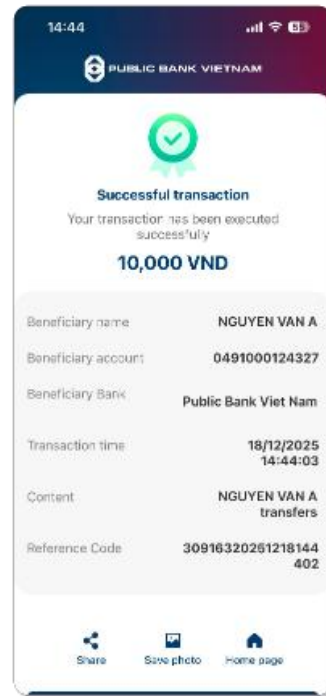 14:44
55
PUBLIC BANK VIETNAM
Successful transaction
Your transaction has been executed
successfully
10,000 VND
Beneficiary name
NGUYEN VAN A
Beneficiary account
0491000124327
Beneficiary Bank
Public Bank Viet Nam
Transaction time
18/12/2025
14:44:03
Content
NGUYEN VAN A
transfers
Reference Code
30916320251218144
402
Share
Save photo
Home page